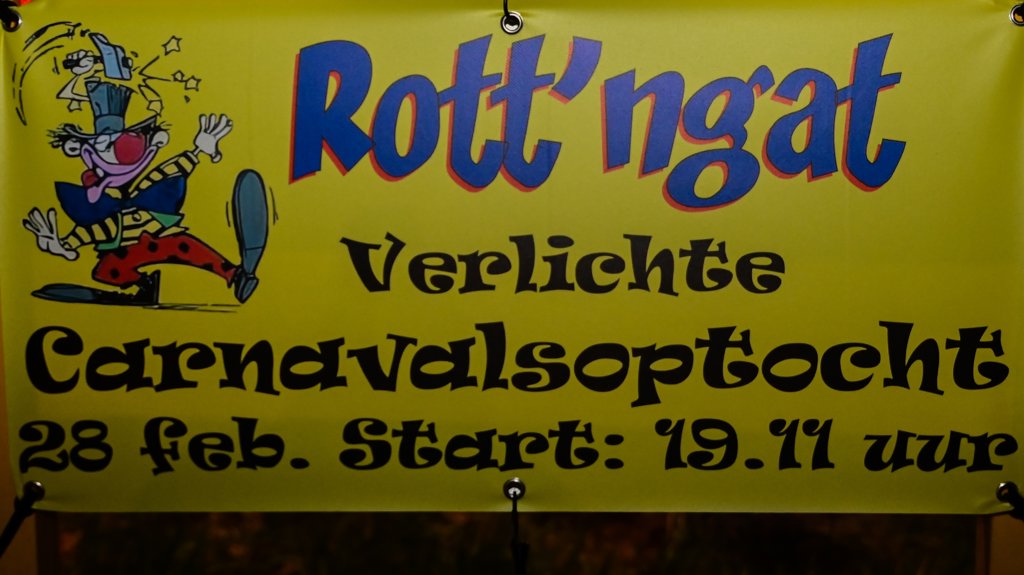 Rott'ngat
Verlichte
Carnavalsoptocht
28 feb. Start: 19.11 uur